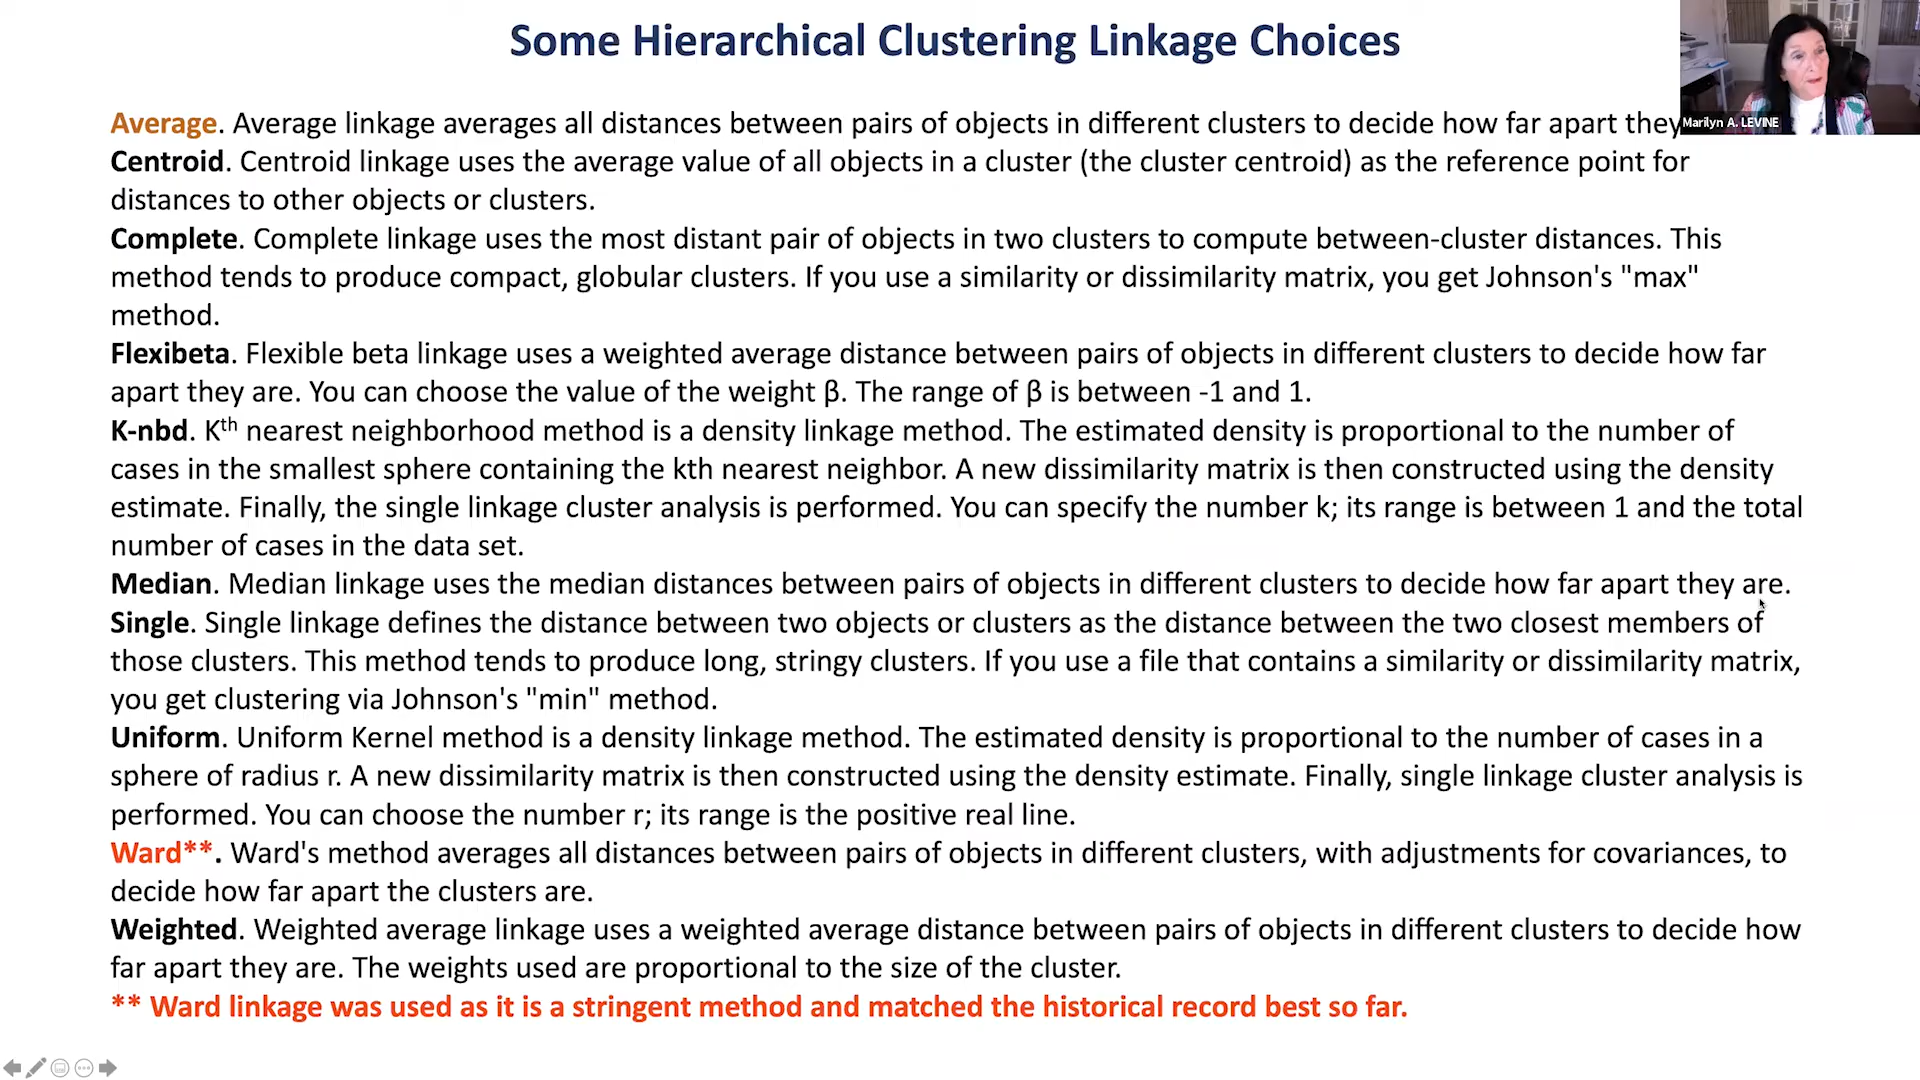 Some Hierarchical Clustering Linkage Choices
Marilyn A. LEVINE
Average. Average linkage averages all distances between pairs of objects in different clusters to decide how far apart they
Centroid. Centroid linkage uses the average value of all objects in a cluster (the cluster centroid) as the reference point for
distances to other objects or clusters.
Complete. Complete linkage uses the most distant pair of objects in two clusters to compute between-cluster distances. This
method tends to produce compact, globular clusters. If you use a similarity or dissimilarity matrix, you get Johnson's "max"
method.
Flexibeta. Flexible beta linkage uses a weighted average distance between pairs of objects in different clusters to decide how far
apart they are. You can choose the value of the weight β. The range of β is between -1 and 1.
K-nbd. Kth nearest neighborhood method is a density linkage method. The estimated density is proportional to the number of
cases in the smallest sphere containing the kth nearest neighbor. A new dissimilarity matrix is then constructed using the density
estimate. Finally, the single linkage cluster analysis is performed. You can specify the number k; its range is between 1 and the total
number of cases in the data set.
Median. Median linkage uses the median distances between pairs of objects in different clusters to decide how far apart they are.
Single. Single linkage defines the distance between two objects or clusters as the distance between the two closest members of
those clusters. This method tends to produce long, stringy clusters. If you use a file that contains a similarity or dissimilarity matrix,
you get clustering via Johnson's "min" method.
Uniform. Uniform Kernel method is a density linkage method. The estimated density is proportional to the number of cases in a
sphere of radius r. A new dissimilarity matrix is then constructed using the density estimate. Finally, single linkage cluster analysis is
performed. You can choose the number r; its range is the positive real line.
Ward**. Ward's method averages all distances between pairs of objects in different clusters, with adjustments for covariances, to
decide how far apart the clusters are.
Weighted. Weighted average linkage uses a weighted average distance between pairs of objects in different clusters to decide how
far apart they are. The weights used are proportional to the size of the cluster.
** Ward linkage was used as it is a stringent method and matched the historical record best so far.